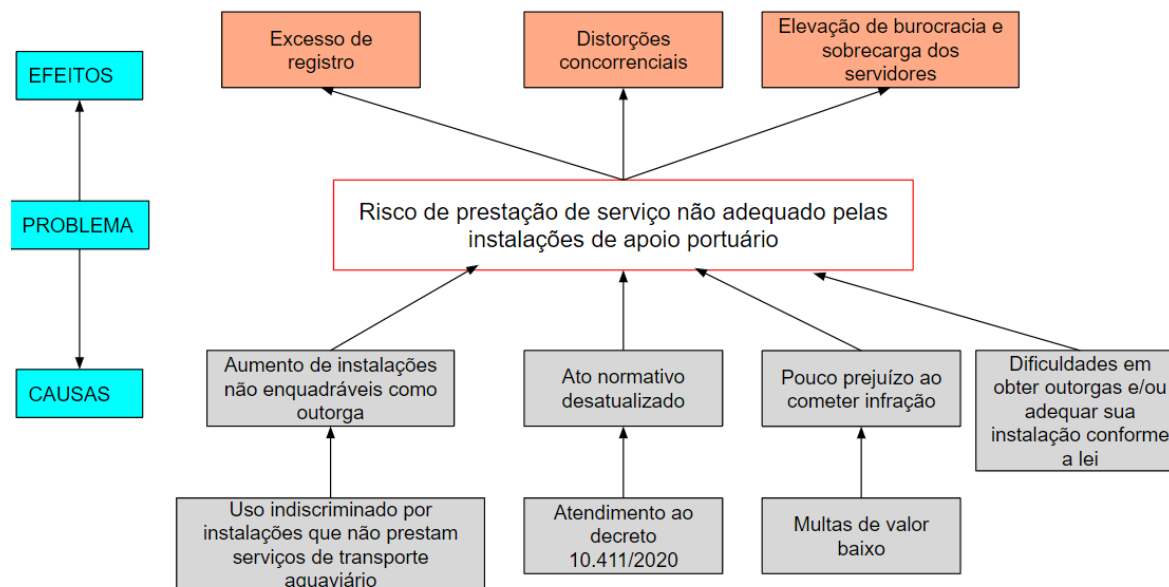 EFEITOS
Excesso de
registro
Distorções
concorrenciais
Elevação de burocracia e
sobrecarga dos
servidores
PROBLEMA
Risco de prestação de serviço não adequado pelas
instalações de apoio portuário
CAUSAS
Aumento de instalações
não enquadráveis como
outorga
Ato normativo
desatualizado
Pouco prejuízo ao
cometer infração
Dificuldades em
obter outorgas e/ou
adequar sua
instalação conforme
a lei
Uso indiscriminado por
instalações que não prestam
serviços de transporte
aquaviário
Atendimento ao
decreto
10.411/2020
Multas de valor
baixo